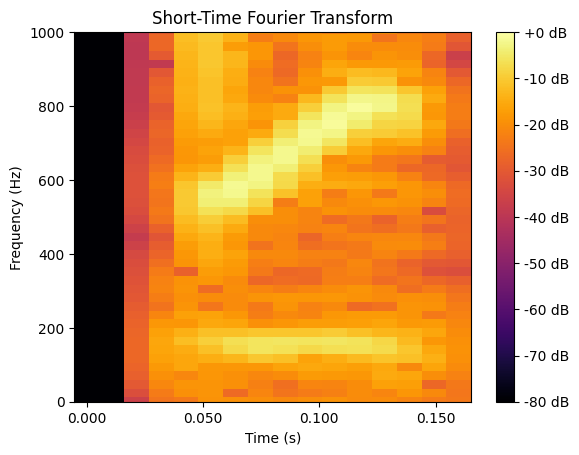 Short-Time Fourier Transform
1000
800
600
400
200
0
Frequency (Hz)
0.000
0.050
0.100
0.150
Time (s)
+0 dB
-10 dB
-20 dB
-30 dB
-40 dB
-50 dB
-60 dB
-70 dB
-80 dB